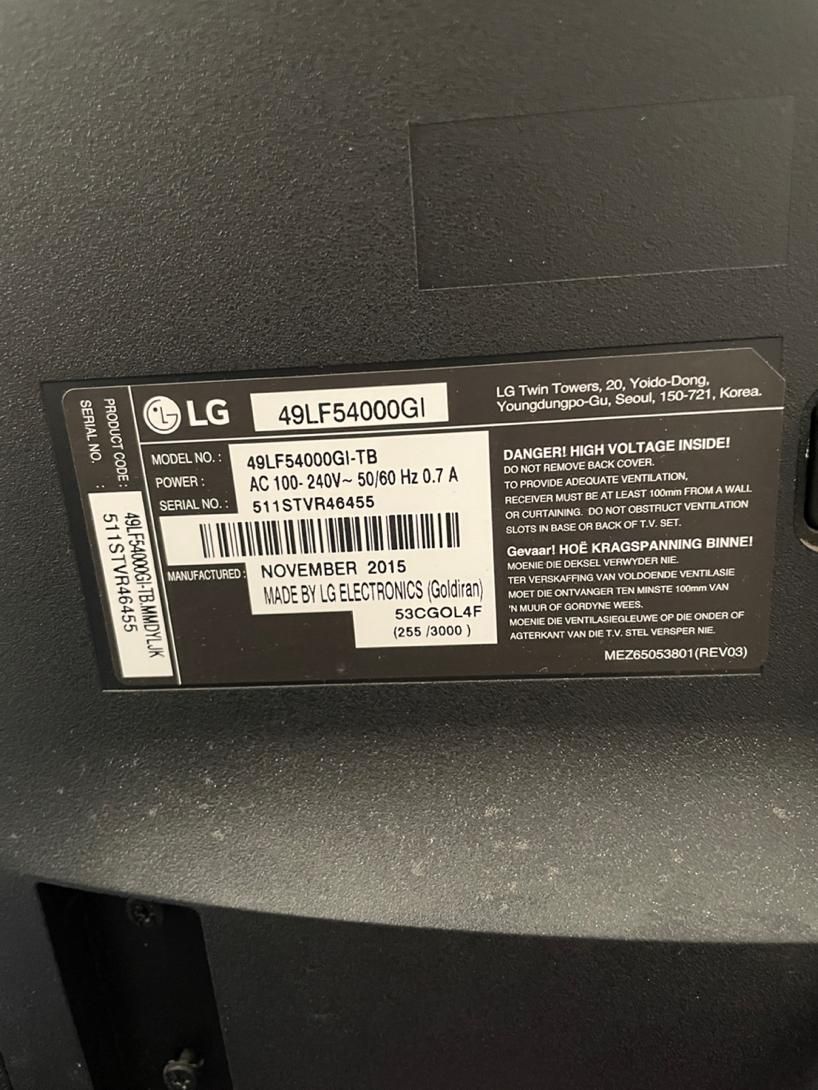 LG 49LF54000GI
LG Twin Towers, 20, Yoido-Dong,
Youngdungpo-Gu, Seoul, 150-721, Korea.
PRODUCT CODE : 49LF54000GI-TB.MMDYLJK
SERIAL NO. : 511STVR46455
MODEL NO. : 49LF54000GI-TB
POWER : AC 100- 240V~ 50/60 Hz 0.7 A
SERIAL NO. : 511STVR46455
MANUFACTURED : NOVEMBER 2015
MADE BY LG ELECTRONICS (Goldiran)
53CGOL4F
(255 /3000 )
DANGER! HIGH VOLTAGE INSIDE!
DO NOT REMOVE BACK COVER.
TO PROVIDE ADEQUATE VENTILATION,
RECEIVER MUST BE AT LEAST 100mm FROM A WALL
OR CURTAINING. DO NOT OBSTRUCT VENTILATION
SLOTS IN BASE OR BACK OF T.V. SET.
Gevaar! HOË KRAGSPANNING BINNE!
MOENIE DIE DEKSEL VERWYDER NIE.
TER VERSKAFFING VAN VOLDOENDE VENTILASIE
MOET DIE ONTVANGER TEN MINSTE 100mm VAN
'N MUUR OF GORDYNE WEES.
MOENIE DIE VENTILASIEGLEUWE OP DIE ONDER OF
AGTERKANT VAN DIE T.V. STEL VERSPER NIE.
MEZ65053801(REV03)